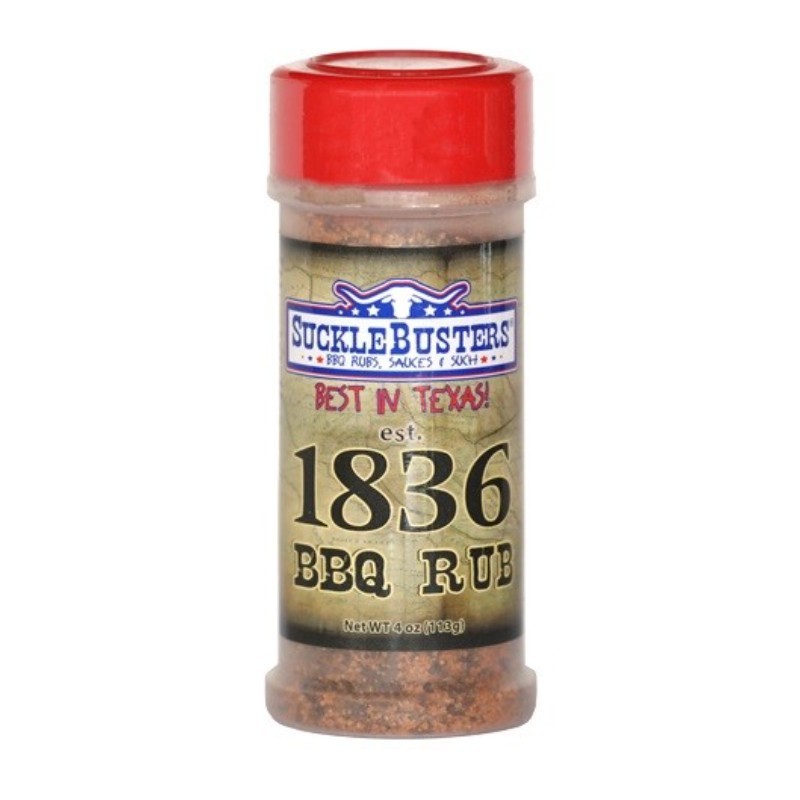 SUCKLEBUSTERS®
BBQ RUBS, SAUCES & SUCH
BEST IN TEXAS!
est.
1836
BBQ RUB
Net WT 4 oz (113g)